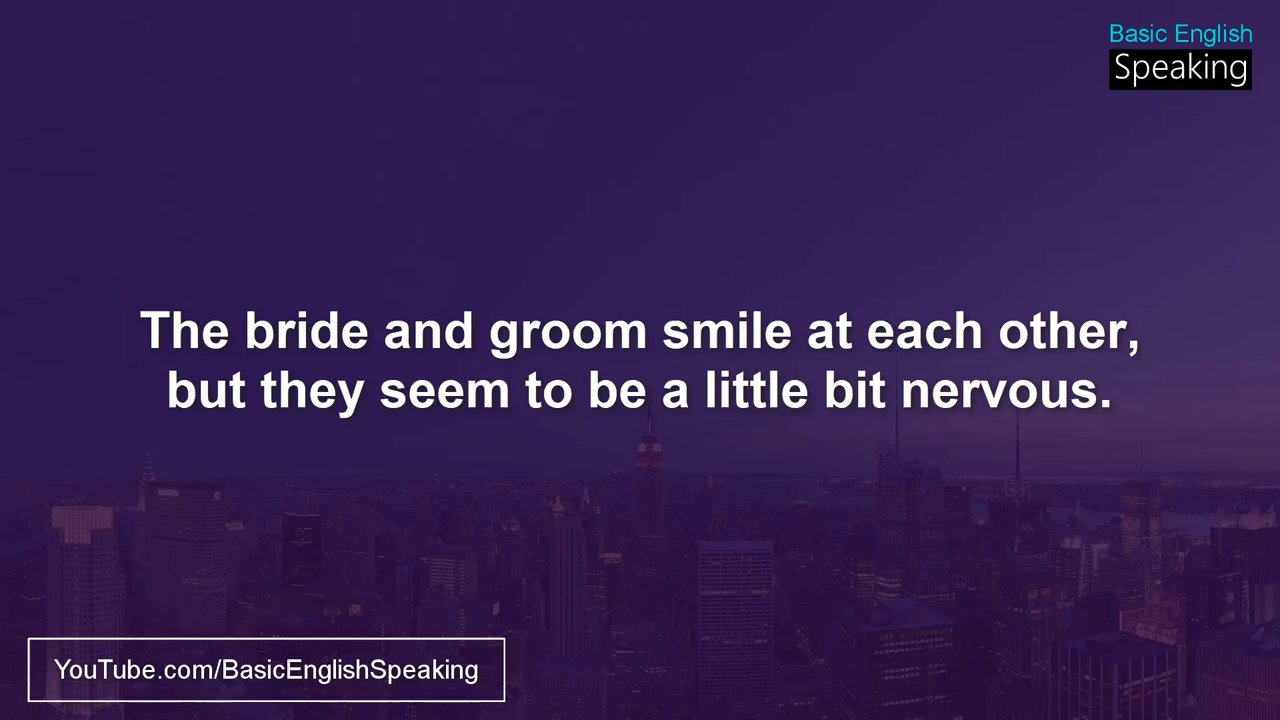 Basic English
Speaking
The bride and groom smile at each other,
but they seem to be a little bit nervous.
YouTube.com/BasicEnglishSpeaking